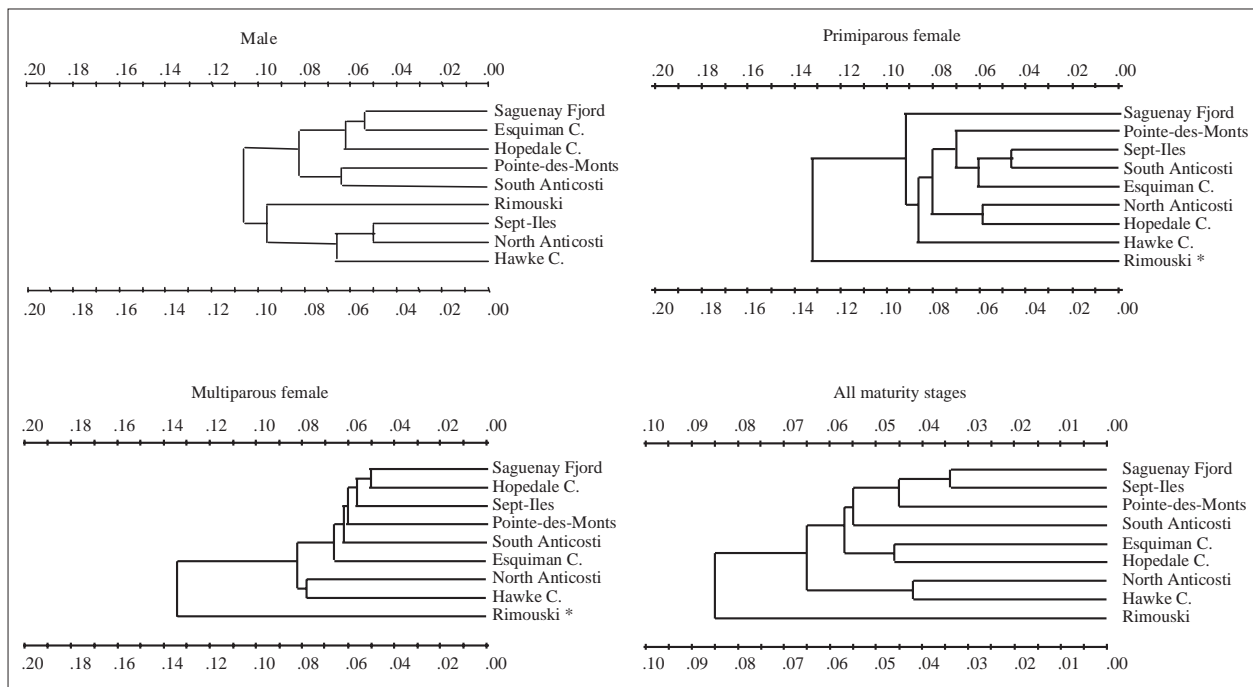 Male
.20 .18 .16 .14 .12 .10 .08 .06 .04 .02 .00
Saguenay Fjord
Esquiman C.
Hopedale C.
Pointe-des-Monts
South Anticosti
Rimouski
Sept-Iles
North Anticosti
Hawke C.
.20 .18 .16 .14 .12 .10 .08 .06 .04 .02 .00
Primiparous female
.20 .18 .16 .14 .12 .10 .08 .06 .04 .02 .00
Saguenay Fjord
Pointe-des-Monts
Sept-Iles
South Anticosti
Esquiman C.
North Anticosti
Hopedale C.
Hawke C.
Rimouski *
.20 .18 .16 .14 .12 .10 .08 .06 .04 .02 .00
Multiparous female
.20 .18 .16 .14 .12 .10 .08 .06 .04 .02 .00
Saguenay Fjord
Hopedale C.
Sept-Iles
Pointe-des-Monts
South Anticosti
Esquiman C.
North Anticosti
Hawke C.
Rimouski *
.20 .18 .16 .14 .12 .10 .08 .06 .04 .02 .00
All maturity stages
.10 .09 .08 .07 .06 .05 .04 .03 .02 .01 .00
Saguenay Fjord
Sept-Iles
Pointe-des-Monts
South Anticosti
Esquiman C.
Hopedale C.
North Anticosti
Hawke C.
Rimouski
.10 .09 .08 .07 .06 .05 .04 .03 .02 .01 .00